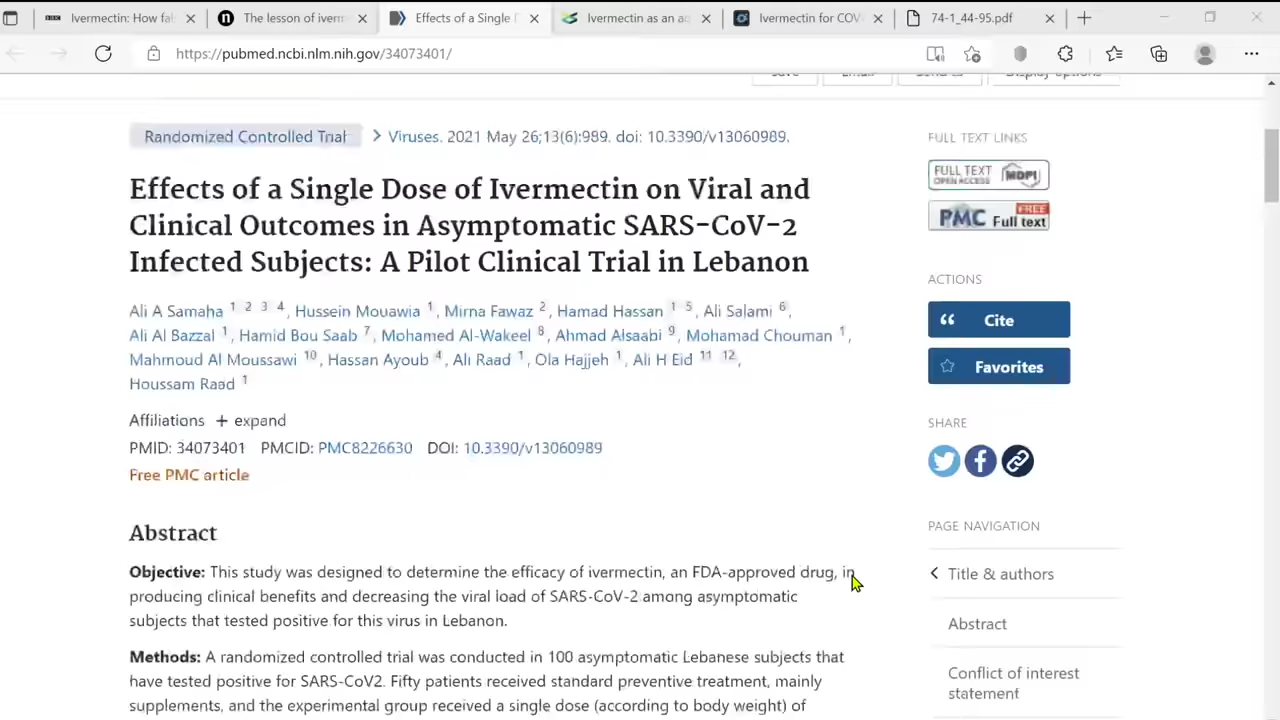 Ivermectin: How fal
The lesson of iverm
Effects of a Single D
Ivermectin as an ad
Ivermectin for COV
74-1_44-95.pdf
https://pubmed.ncbi.nlm.nih.gov/34073401/
Randomized Controlled Trial > Viruses. 2021 May 26;13(6):989. doi: 10.3390/v13060989.
Effects of a Single Dose of Ivermectin on Viral and
Clinical Outcomes in Asymptomatic SARS-CoV-2
Infected Subjects: A Pilot Clinical Trial in Lebanon
Ali A Samaha 1 2 3 4, Hussein Mouawia 1, Mirna Fawaz 2, Hamad Hassan 1 5, Ali Salami 6,
Ali Al Bazzal 1, Hamid Bou Saab 7, Mohamed Al-Wakeel 8, Ahmad Alsaabi 9, Mohamad Chouman 1,
Mahmoud Al Moussawi 10, Hassan Ayoub 4, Ali Raad 1, Ola Hajjeh 1, Ali H Eid 11 12,
Houssam Raad 1
Affiliations + expand
PMID: 34073401 PMCID: PMC8226630 DOI: 10.3390/v13060989
Free PMC article
Abstract
Objective: This study was designed to determine the efficacy of ivermectin, an FDA-approved drug, in
producing clinical benefits and decreasing the viral load of SARS-CoV-2 among asymptomatic
subjects that tested positive for this virus in Lebanon.
Methods: A randomized controlled trial was conducted in 100 asymptomatic Lebanese subjects that
have tested positive for SARS-CoV2. Fifty patients received standard preventive treatment, mainly
supplements, and the experimental group received a single dose (according to body weight) of
FULL TEXT LINKS
FULL TEXT
OPEN ACCESS
MDPI
PMC FREE
Full text
ACTIONS
Cite
Favorites
SHARE
PAGE NAVIGATION
Title & authors
Abstract
Conflict of interest
statement